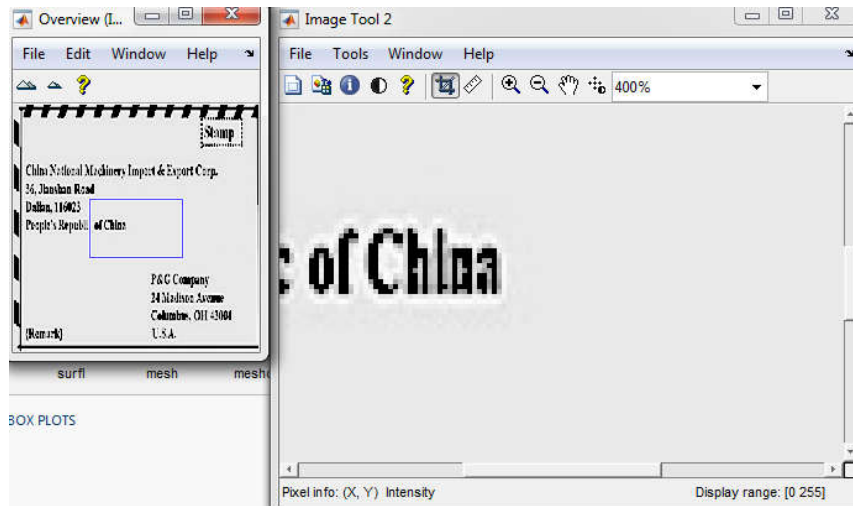 Overview (I...
File Edit Window Help
Stamp
China National Machinery Import & Export Corp.
36, Jianshan Road
Dalian, 116023
People's Republi of China
P&G Company
24 Madison Avenue
Columbus, OH 43004
(Remark) U.S.A.
surfl mesh meshc
BOX PLOTS
Image Tool 2
File Tools Window Help
400%
c of China
Pixel info: (X, Y) Intensity
Display range: [0 255]